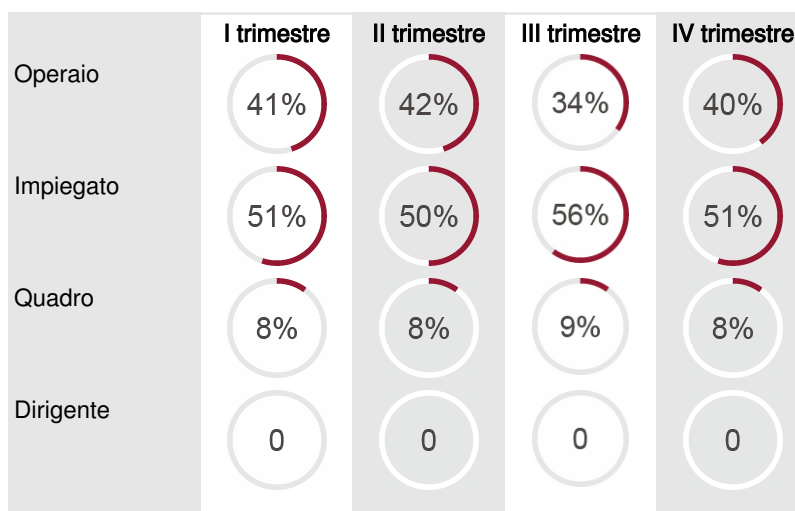 I trimestre II trimestre III trimestre IV trimestre
Operaio 41% 42% 34% 40%
Impiegato 51% 50% 56% 51%
Quadro 8% 8% 9% 8%
Dirigente 0 0 0 0